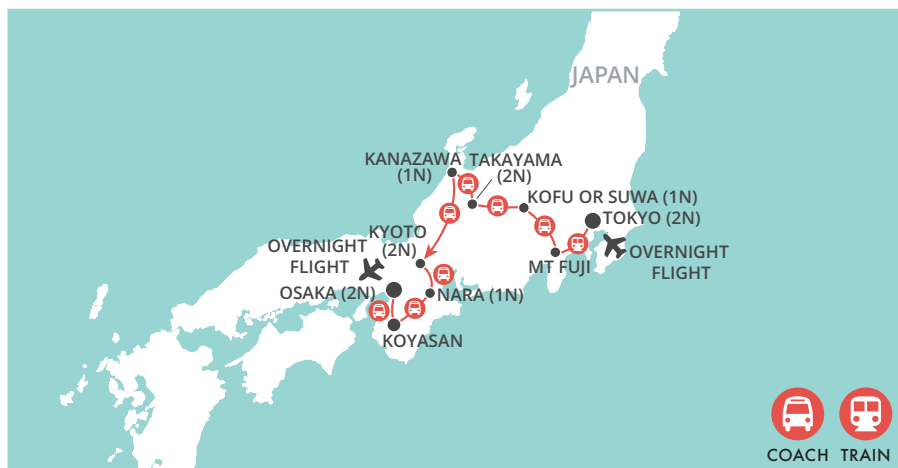 JAPAN
KANAZAWA
(1N)
TAKAYAMA
(2N)
KOFU OR SUWA (1N)
TOKYO (2N)
KYOTO
(2N)
OVERNIGHT
FLIGHT
MT FUJI
OVERNIGHT
FLIGHT
OSAKA (2N)
NARA (1N)
KOYASAN
COACH
TRAIN